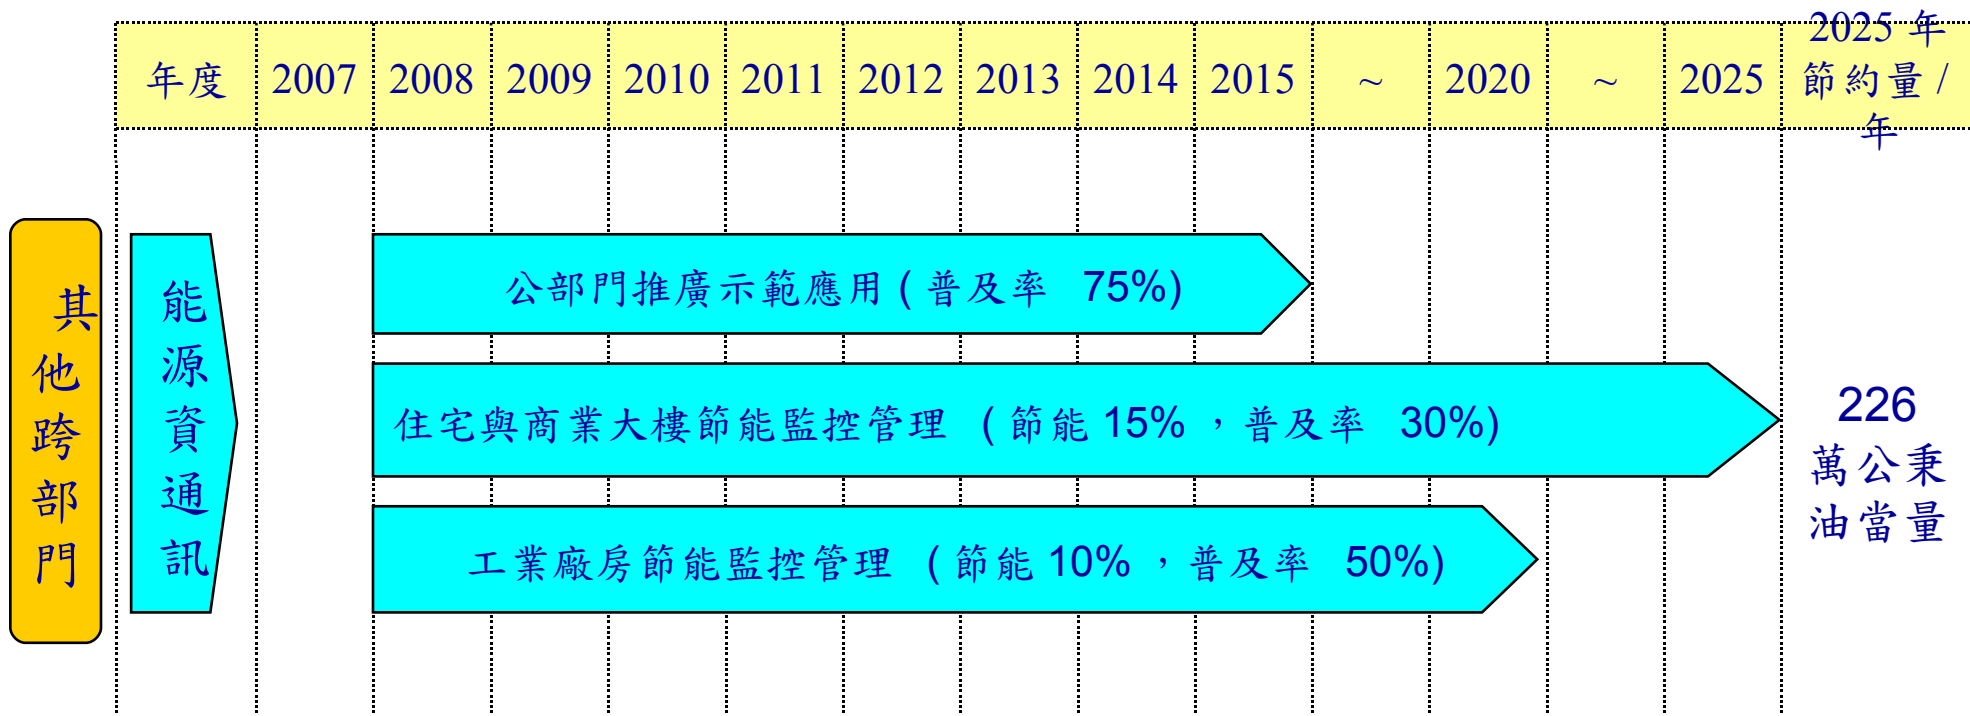 年度 2007 2008 2009 2010 2011 2012 2013 2014 2015 ~ 2020 ~ 2025
2025 年
節約量 /
年
其他跨部門
能源資通訊
公部門推廣示範應用 ( 普及率 75%)
住宅與商業大樓節能監控管理 ( 節能 15% ，普及率 30%)
工業廠房節能監控管理 ( 節能 10% ，普及率 50%)
226
萬公秉
油當量